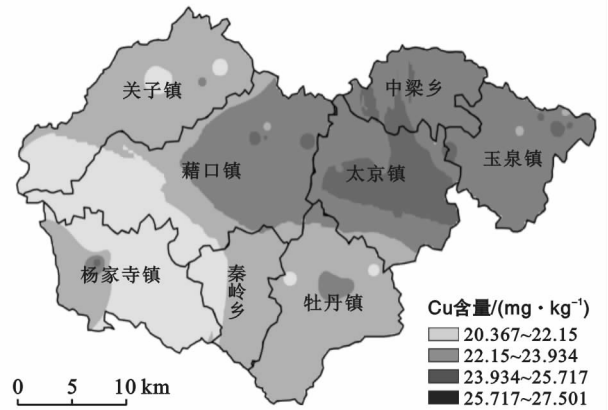 关子镇
中梁乡
藉口镇
太京镇
玉泉镇
杨家寺镇
秦岭乡
牡丹镇
Cu含量/(mg·kg⁻¹)
20.367~22.15
22.15~23.934
23.934~25.717
25.717~27.501
0 5 10 km